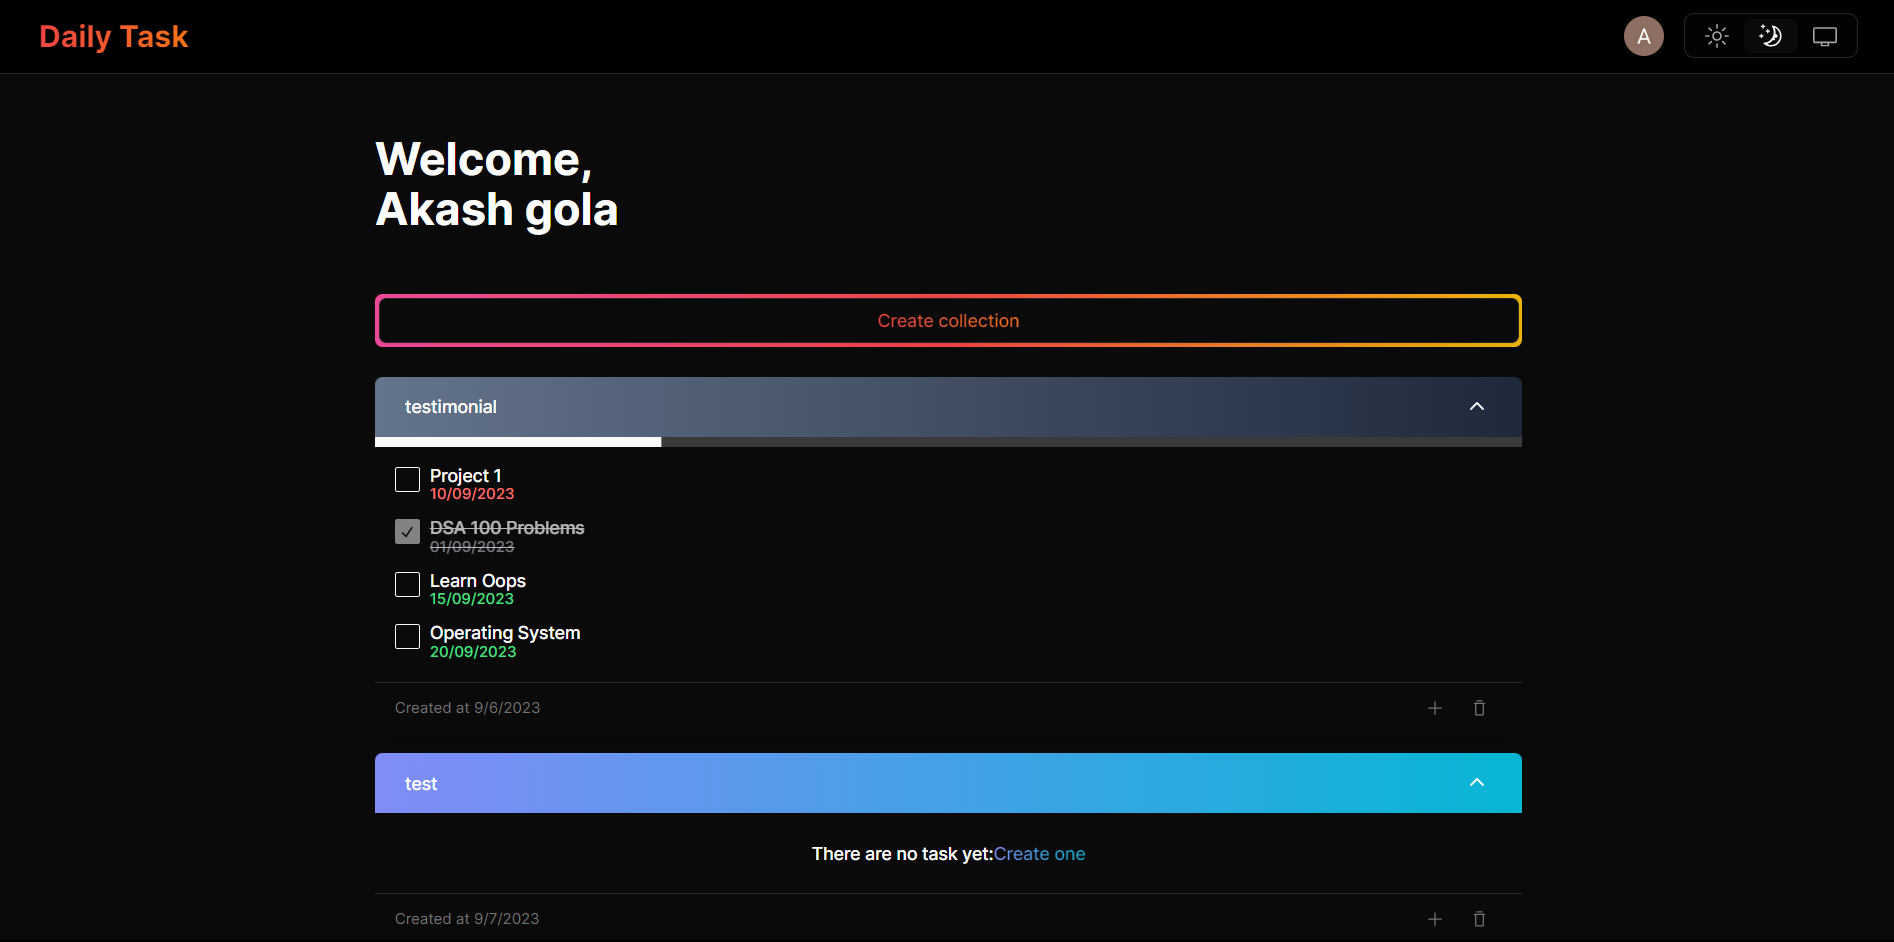 Daily Task
A
Welcome,
Akash gola
Create collection
testimonial
Project 1
10/09/2023
DSA 100 Problems
01/09/2023
Learn Oops
15/09/2023
Operating System
20/09/2023
Created at 9/6/2023
test
There are no task yet:Create one
Created at 9/7/2023